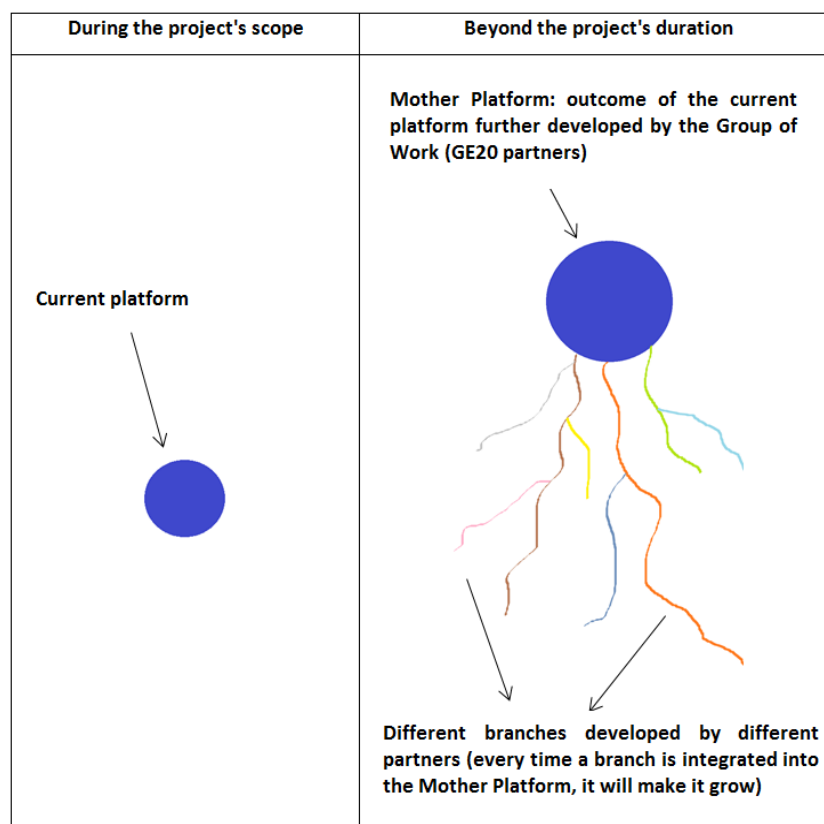 During the project's scope
Beyond the project's duration
Mother Platform: outcome of the current
platform further developed by the Group of
Work (GE20 partners)
Current platform
Different branches developed by different
partners (every time a branch is integrated into
the Mother Platform, it will make it grow)